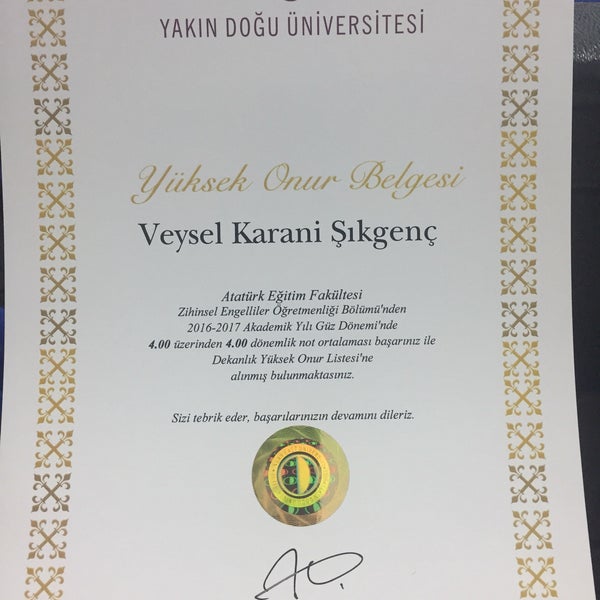 YAKIN DOĞU ÜNİVERSİTESİ
Yüksek Onur Belgesi
Veysel Karani Şıkgenç
Atatürk Eğitim Fakültesi
Zihinsel Engelliler Öğretmenliği Bölümü'nden
2016-2017 Akademik Yılı Güz Dönemi'nde
4.00 üzerinden 4.00 dönemlik not ortalaması başarınız ile
Dekanlık Yüksek Onur Listesi'ne
alınmış bulunmaktasınız.
Sizi tebrik eder, başarılarınızın devamını dileriz.